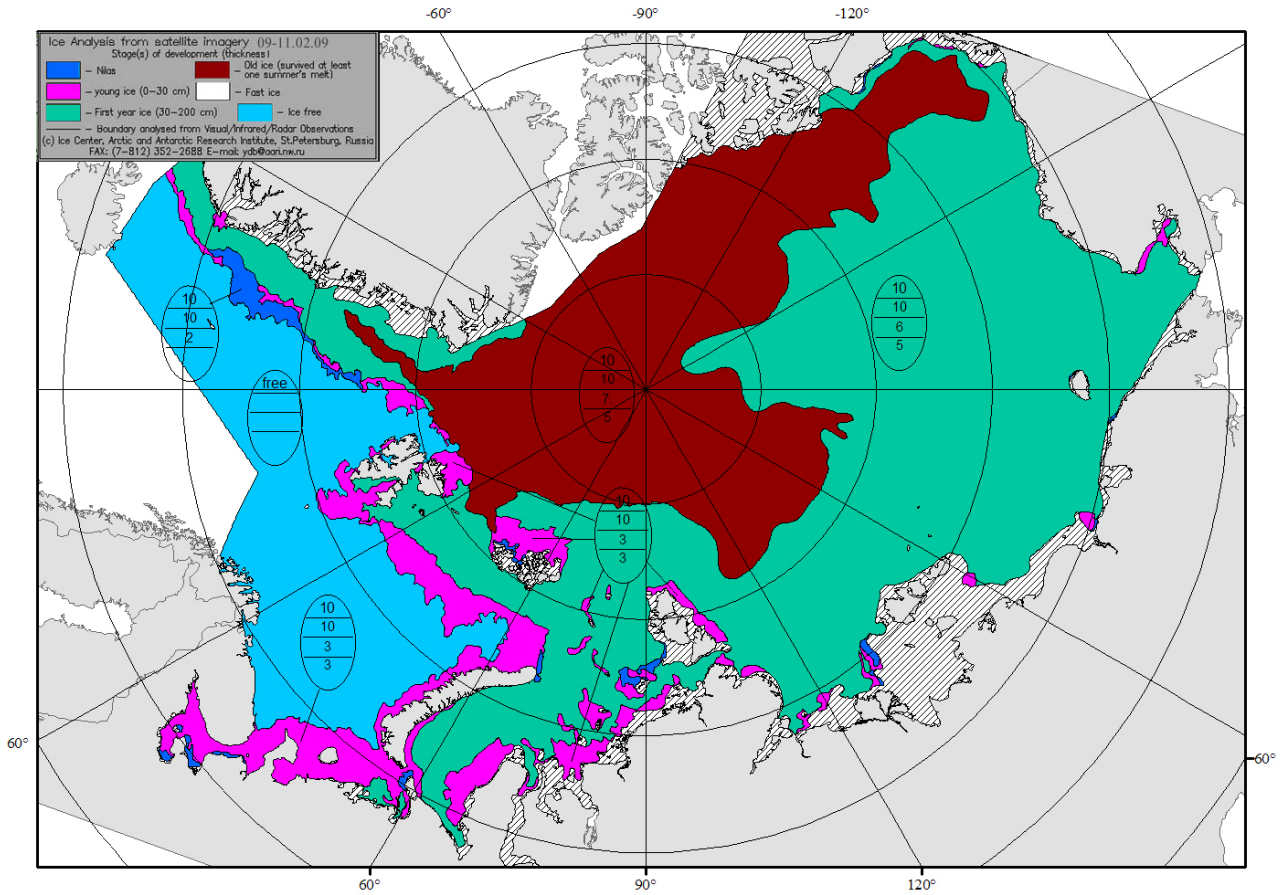 -60°
-90°
-120°
Ice Analysis from satellite imagery 09-11.02.09
Stage(s) of development (thickness)
– Nilas
– Old ice (survived at least one summer's melt)
– young ice (0-30 cm)
– Fast ice
– First year ice (30-200 cm)
– Ice free
– Boundary analysed from Visual/Infrared/Radar Observations
(c) Ice Center, Arctic and Antarctic Research Institute, St.Petersburg, Russia
FAX: (7-812) 352-2688 E-mail: ydb@aari.nw.ru
10
10
2
10
10
6
5
free
10
10
7
5
10
10
3
3
10
10
3
3
60°
60°
60°
90°
120°